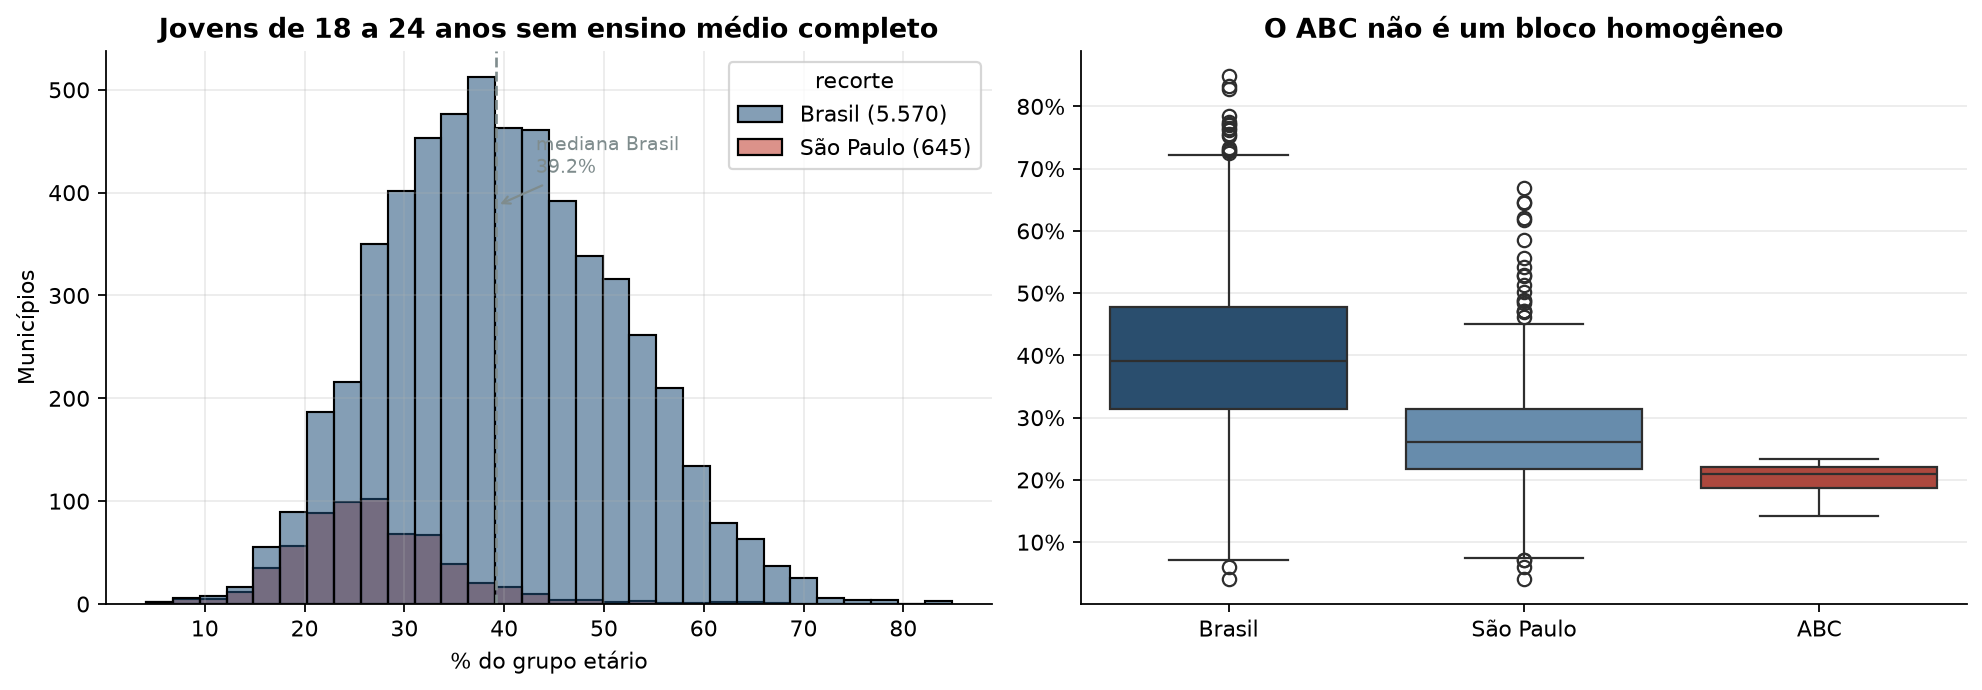 Jovens de 18 a 24 anos sem ensino médio completo
500
400
300
200
100
0
Municípios
mediana Brasil
39.2%
recorte
Brasil (5.570)
São Paulo (645)
10 20 30 40 50 60 70 80
% do grupo etário
O ABC não é um bloco homogêneo
80%
70%
60%
50%
40%
30%
20%
10%
Brasil São Paulo ABC